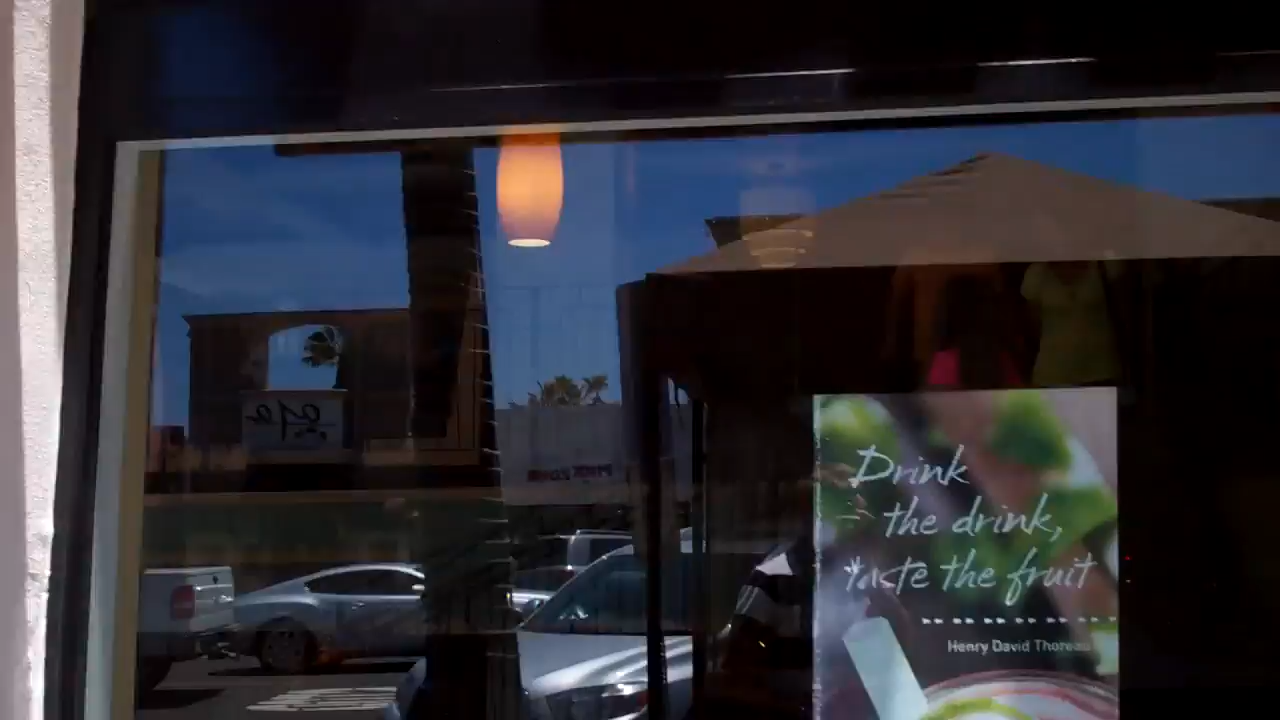 Drink
the drink,
taste the fruit
Henry David Thoreau